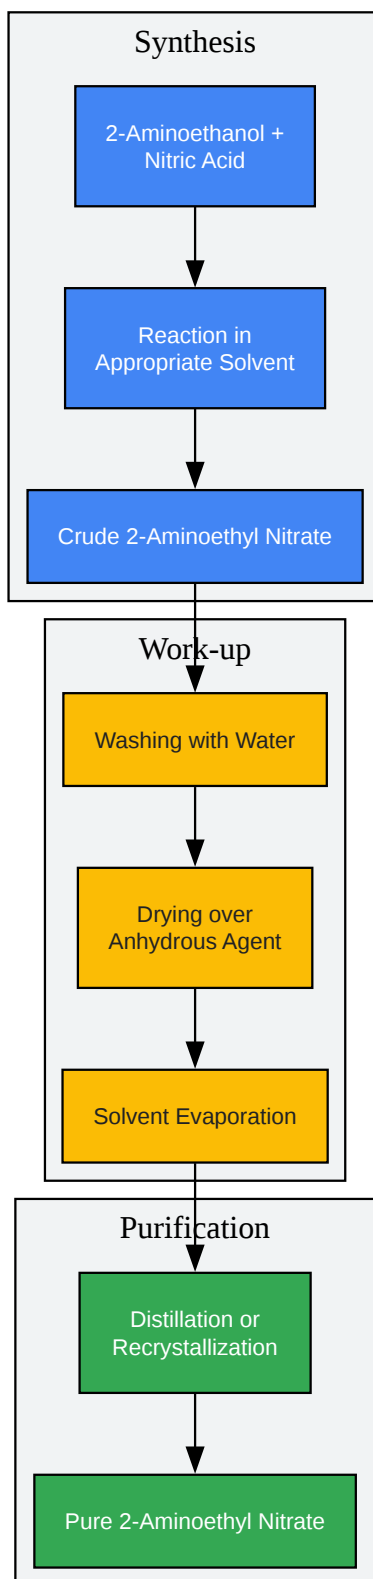 Synthesis
2-Aminoethanol +
Nitric Acid
Reaction in
Appropriate Solvent
Crude 2-Aminoethyl Nitrate
Work-up
Washing with Water
Drying over
Anhydrous Agent
Solvent Evaporation
Purification
Distillation or
Recrystallization
Pure 2-Aminoethyl Nitrate